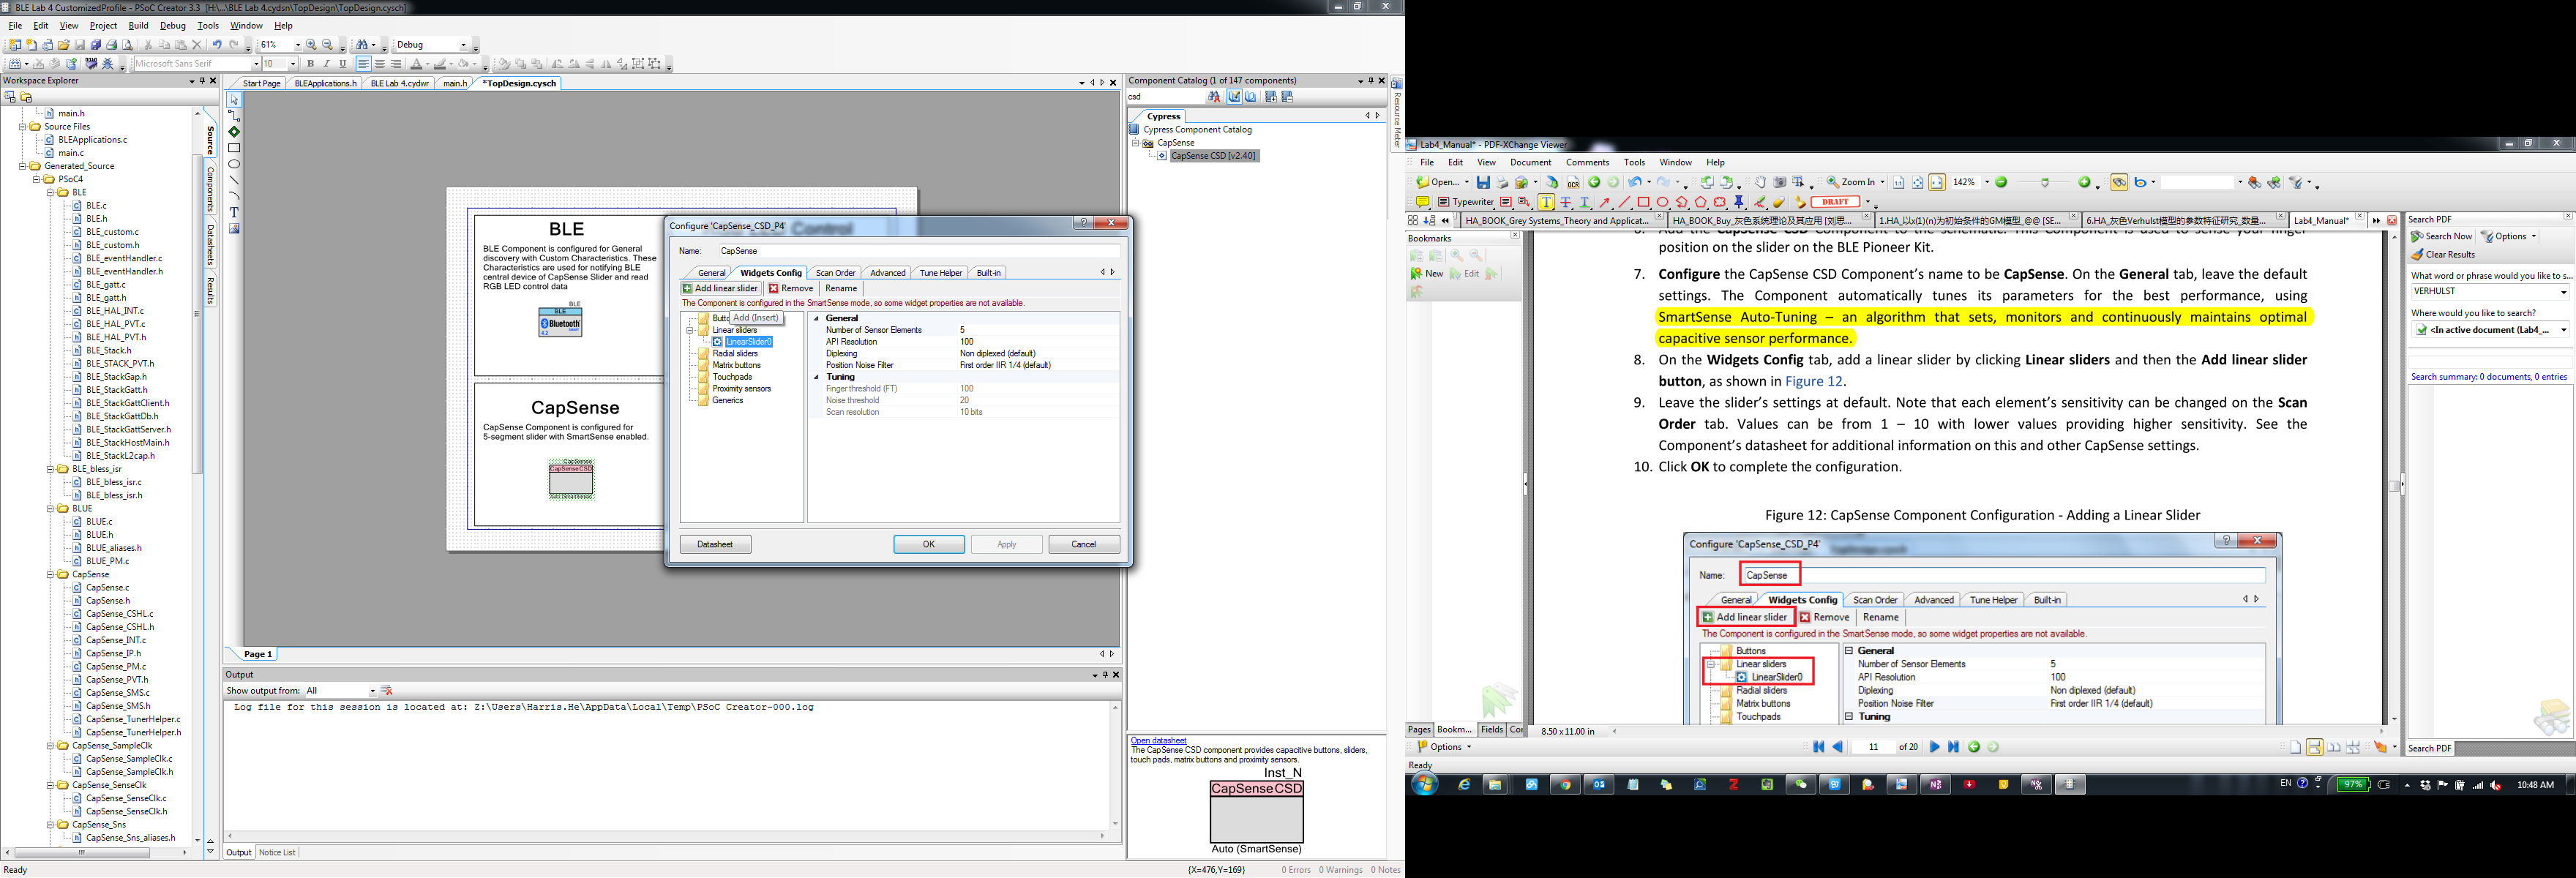 BLE Lab 4 CustomizedProfile - PSoC Creator 3.3 [H:\...\BLE Lab 4.cydsn\TopDesign\TopDesign.cysch]
File Edit View Project Build Debug Tools Window Help
61% Debug
Microsoft Sans Serif 10 B I U
Workspace Explorer
main.h
Source Files
BLEApplications.c
main.c
Generated_Source
PSoC4
BLE
BLE.c
BLE.h
BLE_custom.c
BLE_custom.h
BLE_eventHandler.c
BLE_eventHandler.h
BLE_gatt.c
BLE_gatt.h
BLE_HAL_INT.c
BLE_HAL_PVT.c
BLE_HAL_PVT.h
BLE_Stack.h
BLE_STACK_PVT.h
BLE_StackGap.h
BLE_StackGatt.h
BLE_StackGattClient.h
BLE_StackGattDb.h
BLE_StackGattServer.h
BLE_StackHostMain.h
BLE_StackL2cap.h
BLE_bless_isr
BLE_bless_isr.c
BLE_bless_isr.h
BLUE
BLUE.c
BLUE.h
BLUE_aliases.h
BLUE_PM.c
CapSense
CapSense.c
CapSense.h
CapSense_CSHL.c
CapSense_CSHL.h
CapSense_INT.c
CapSense_IP.h
CapSense_PM.c
CapSense_PVT.h
CapSense_SMS.c
CapSense_SMS.h
CapSense_TunerHelper.c
CapSense_TunerHelper.h
CapSense_SampleClk
CapSense_SampleClk.c
CapSense_SampleClk.h
CapSense_SenseClk
CapSense_SenseClk.c
CapSense_SenseClk.h
CapSense_Sns
CapSense_Sns_aliases.h
Source
Components
Datasheets
Results
Start Page BLEApplications.h BLE Lab 4.cydwr main.h *TopDesign.cysch
BLE
BLE Component is configured for General
discovery with Custom Characteristics. These
Characteristics are used for notifying BLE
central device of CapSense Slider and read
RGB LED control data
BLE
BLE
Bluetooth
4.2
CapSense
CapSense Component is configured for
5-segment slider with SmartSense enabled.
CapSense
CapSense CSD
Auto (SmartSense)
Control
Configure 'CapSense_CSD_P4'
Name: CapSense
General Widgets Config Scan Order Advanced Tune Helper Built-in
Add linear slider Remove Rename
The Component is configured in the SmartSense mode, so some widget properties are not available.
Add (Insert)
Linear sliders
LinearSlider0
Radial sliders
Matrix buttons
Touchpads
Proximity sensors
Generics
General
Number of Sensor Elements 5
API Resolution 100
Diplexing Non diplexed (default)
Position Noise Filter First order IIR 1/4 (default)
Tuning
Finger threshold (FT) 100
Noise threshold 20
Scan resolution 10 bits
Datasheet OK Apply Cancel
Page 1
Output
Show output from: All
Log file for this session is located at: Z:\Users\Harris.He\AppData\Local\Temp\PSoC Creator-000.log
Output Notice List
Ready {X=476,Y=169} 0 Errors 0 Warnings 0 Notes
Component Catalog (1 of 147 components)
csd
Cypress
Cypress Component Catalog
CapSense
CapSense CSD [v2.40]
Resource Meter
Open datasheet
The CapSense CSD component provides capacitive buttons, sliders,
touch pads, matrix buttons and proximity sensors.
Inst_N
CapSense CSD
Auto (SmartSense)
Lab4_Manual* - PDF-XChange Viewer
File Edit View Document Comments Tools Window Help
Open... OCR Zoom In 142%
Typewriter DRAFT
HA_BOOK_Grey Systems_Theory and Applicat... HA_BOOK_Buy_灰色系统理论及其应用 [刘思... 1.HA_以x(1)(n)为初始条件的GM模型_@@ [SE... 6.HA_灰色Verhulst模型的参数特征研究_数量... Lab4_Manual*
Bookmarks
New Edit
position on the slider on the BLE Pioneer Kit.
7. Configure the CapSense CSD Component's name to be CapSense. On the General tab, leave the default
settings. The Component automatically tunes its parameters for the best performance, using
SmartSense Auto-Tuning – an algorithm that sets, monitors and continuously maintains optimal
capacitive sensor performance.
8. On the Widgets Config tab, add a linear slider by clicking Linear sliders and then the Add linear slider
button, as shown in Figure 12.
9. Leave the slider's settings at default. Note that each element's sensitivity can be changed on the Scan
Order tab. Values can be from 1 – 10 with lower values providing higher sensitivity. See the
Component's datasheet for additional information on this and other CapSense settings.
10. Click OK to complete the configuration.
Figure 12: CapSense Component Configuration - Adding a Linear Slider
Configure 'CapSense_CSD_P4'
Name: CapSense
General Widgets Config Scan Order Advanced Tune Helper Built-in
Add linear slider Remove Rename
The Component is configured in the SmartSense mode, so some widget properties are not available.
Buttons
Linear sliders
LinearSlider0
Radial sliders
Matrix buttons
Touchpads
General
Number of Sensor Elements 5
API Resolution 100
Diplexing Non diplexed (default)
Position Noise Filter First order IIR 1/4 (default)
Tuning
Search PDF
Search Now Options
Clear Results
What word or phrase would you like to s...
VERHULST
Where would you like to search?
<In active document (Lab4_...
Search summary: 0 documents, 0 entries
Search PDF
Pages Bookm... Fields
8.50 x 11.00 in
Options 11 of 20
Ready
EN 97% 10:48 AM